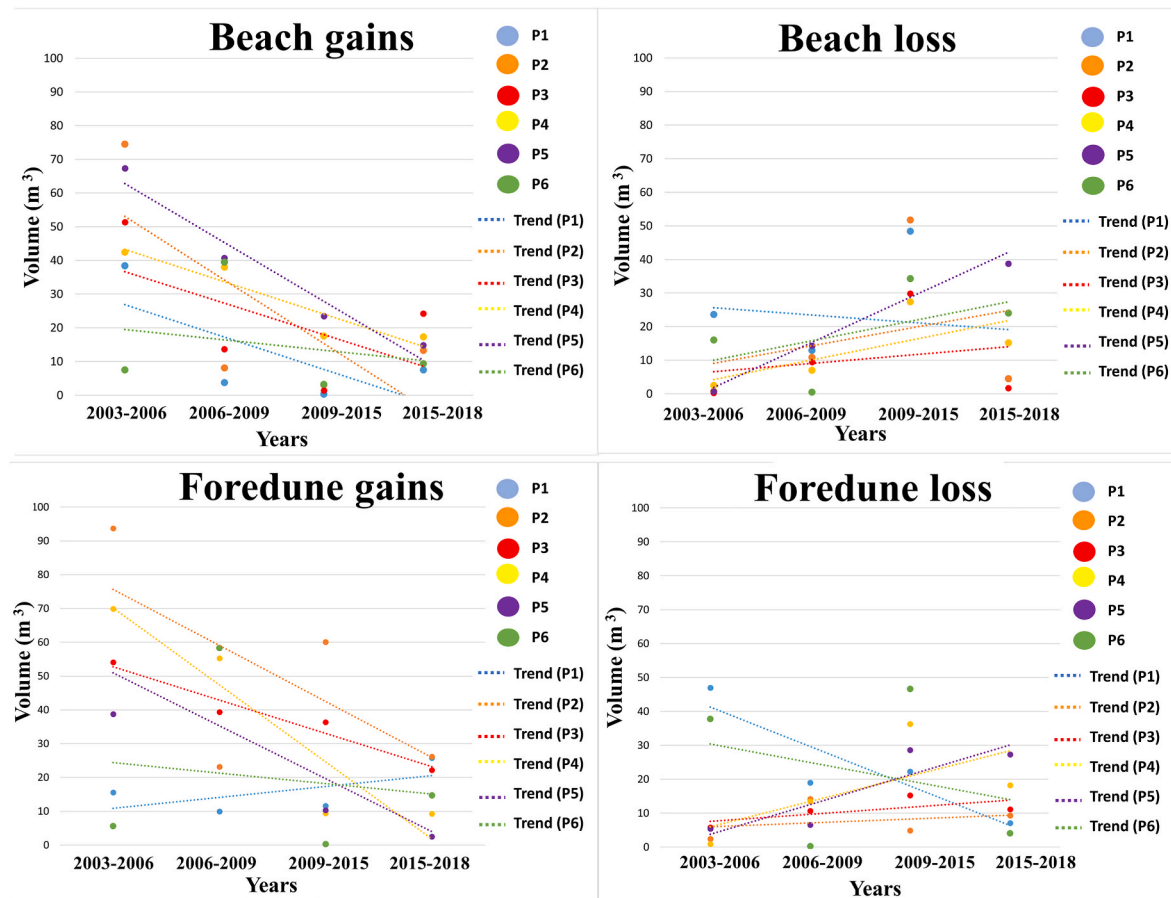 Beach gains
Volume (m³)
100
90
80
70
60
50
40
30
20
10
0
2003-2006
2006-2009
2009-2015
2015-2018
Years
P1
P2
P3
P4
P5
P6
Trend (P1)
Trend (P2)
Trend (P3)
Trend (P4)
Trend (P5)
Trend (P6)
Beach loss
Volume (m³)
100
90
80
70
60
50
40
30
20
10
0
2003-2006
2006-2009
2009-2015
2015-2018
Years
P1
P2
P3
P4
P5
P6
Trend (P1)
Trend (P2)
Trend (P3)
Trend (P4)
Trend (P5)
Trend (P6)
Foredune gains
Volume (m³)
100
90
80
70
60
50
40
30
20
10
0
2003-2006
2006-2009
2009-2015
2015-2018
Years
P1
P2
P3
P4
P5
P6
Trend (P1)
Trend (P2)
Trend (P3)
Trend (P4)
Trend (P5)
Trend (P6)
Foredune loss
Volume (m³)
100
90
80
70
60
50
40
30
20
10
0
2003-2006
2006-2009
2009-2015
2015-2018
Years
P1
P2
P3
P4
P5
P6
Trend (P1)
Trend (P2)
Trend (P3)
Trend (P4)
Trend (P5)
Trend (P6)